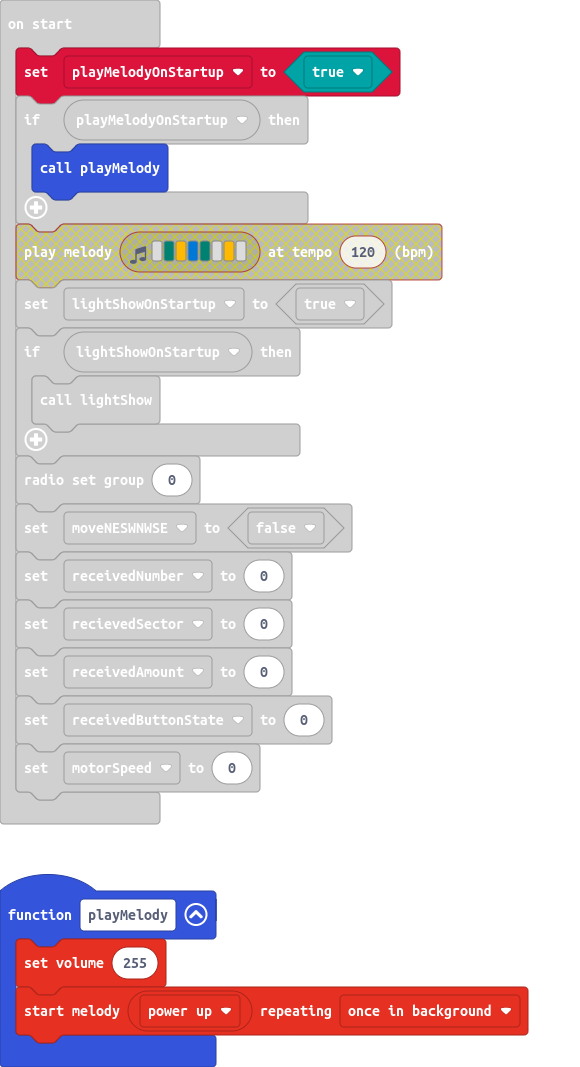 on start
set playMelodyOnStartup to true
if playMelodyOnStartup then
call playMelody
play melody at tempo 120 (bpm)
set lightShowOnStartup to true
if lightShowOnStartup then
call lightShow
radio set group 0
set moveNESWNWSE to false
set receivedNumber to 0
set recievedSector to 0
set receivedAmount to 0
set receivedButtonState to 0
set motorSpeed to 0
function playMelody
set volume 255
start melody power up repeating once in background